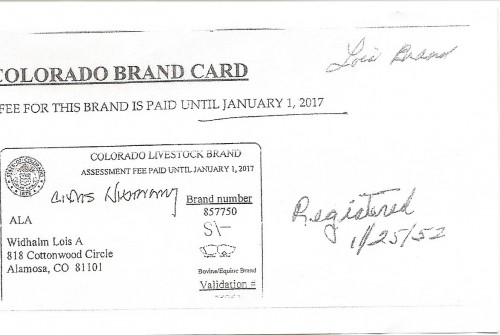 Lois Brand
COLORADO BRAND CARD
FEE FOR THIS BRAND IS PAID UNTIL JANUARY 1, 2017
COLORADO LIVESTOCK BRAND
ASSESSMENT FEE PAID UNTIL JANUARY 1, 2017
Brand number
857750
S\-
ALA
Widhalm Lois A
818 Cottonwood Circle
Alamosa, CO 81101
Bovine/Equine Brand
Validation #
Registered
1/25/52